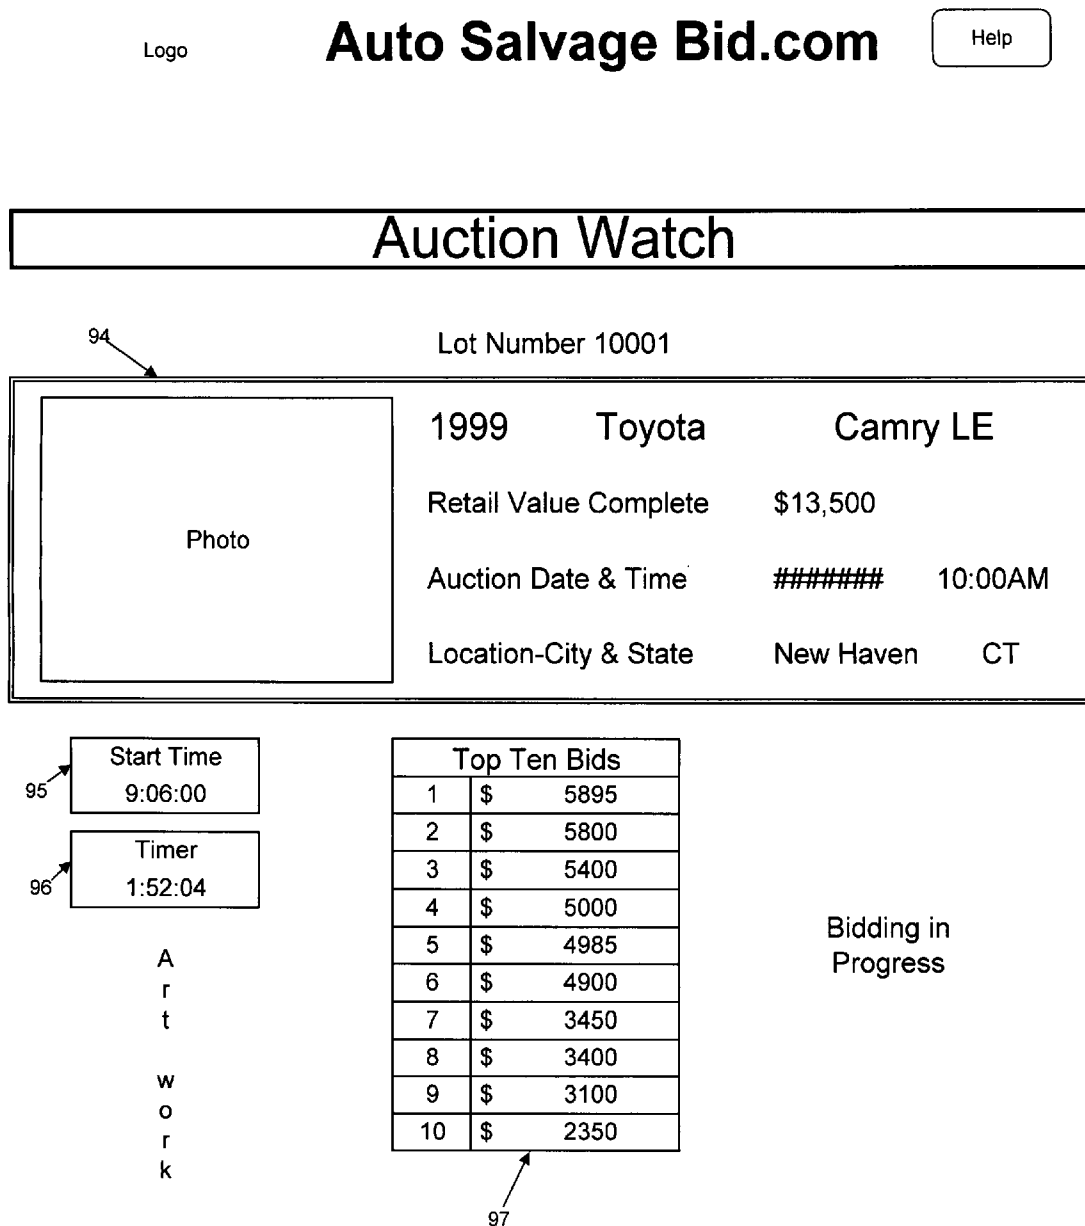 Logo Auto Salvage Bid.com Help
Auction Watch
94
Lot Number 10001
Photo
1999 Toyota Camry LE
Retail Value Complete $13,500
Auction Date & Time ####### 10:00AM
Location-City & State New Haven CT
95
Start Time
9:06:00
96
Timer
1:52:04
Art work
Top Ten Bids
1 $ 5895
2 $ 5800
3 $ 5400
4 $ 5000
5 $ 4985
6 $ 4900
7 $ 3450
8 $ 3400
9 $ 3100
10 $ 2350
97
Bidding in
Progress